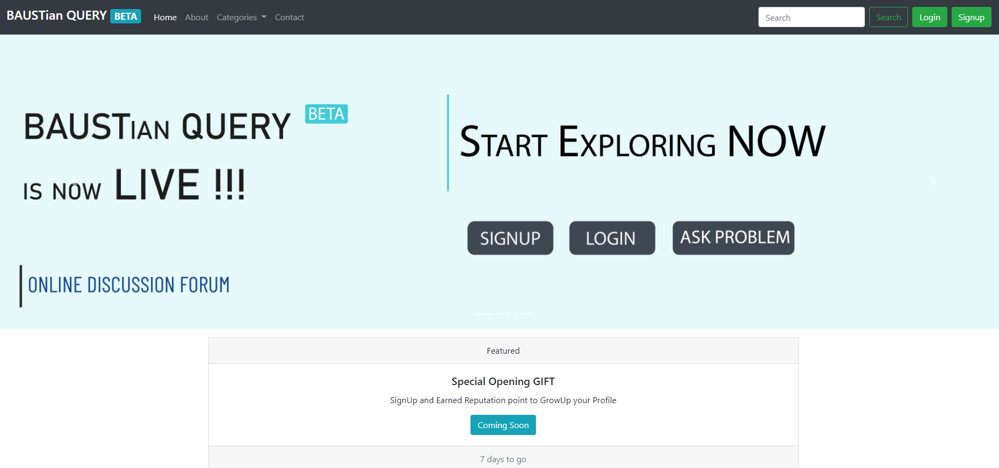 BAUSTian QUERY BETA Home About Categories Contact Search Search Login Signup
BAUSTIAN QUERY BETA
IS NOW LIVE !!!
ONLINE DISCUSSION FORUM
START EXPLORING NOW
SIGNUP LOGIN ASK PROBLEM
Featured
Special Opening GIFT
SignUp and Earned Reputation point to GrowUp your Profile
Coming Soon
7 days to go